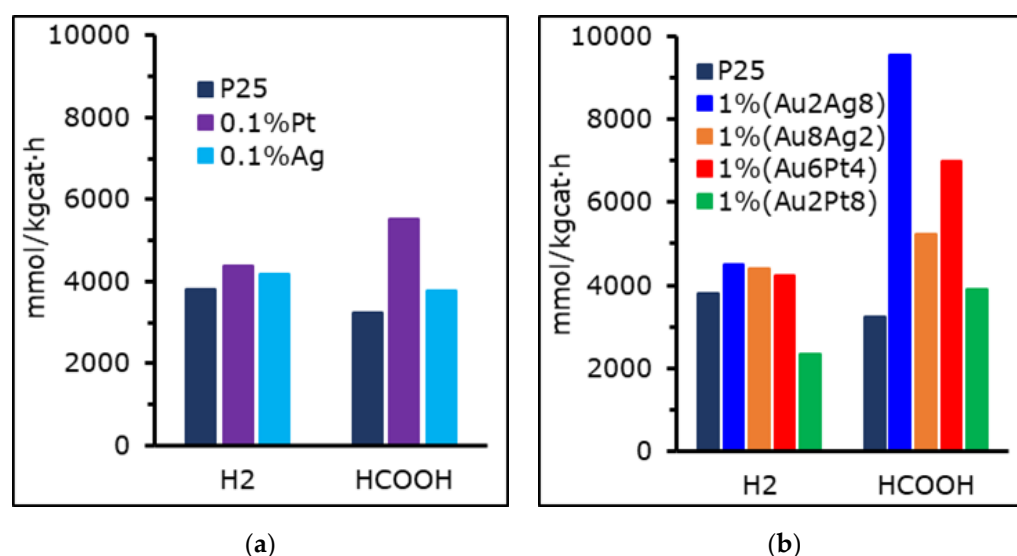 10000
8000
6000
4000
2000
0
mmol/kgcat·h
P25
0.1%Pt
0.1%Ag
H2 HCOOH
(a)
10000
8000
6000
4000
2000
0
mmol/kgcat·h
P25
1%(Au2Ag8)
1%(Au8Ag2)
1%(Au6Pt4)
1%(Au2Pt8)
H2 HCOOH
(b)